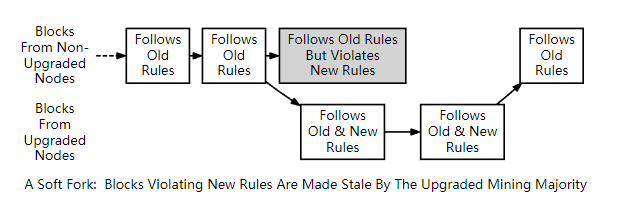 Blocks
From Non-
Upgraded
Nodes
Follows
Old
Rules
Follows
Old
Rules
Follows Old Rules
But Violates
New Rules
Follows
Old
Rules
Blocks
From
Upgraded
Nodes
Follows
Old & New
Rules
Follows
Old & New
Rules
A Soft Fork: Blocks Violating New Rules Are Made Stale By The Upgraded Mining Majority